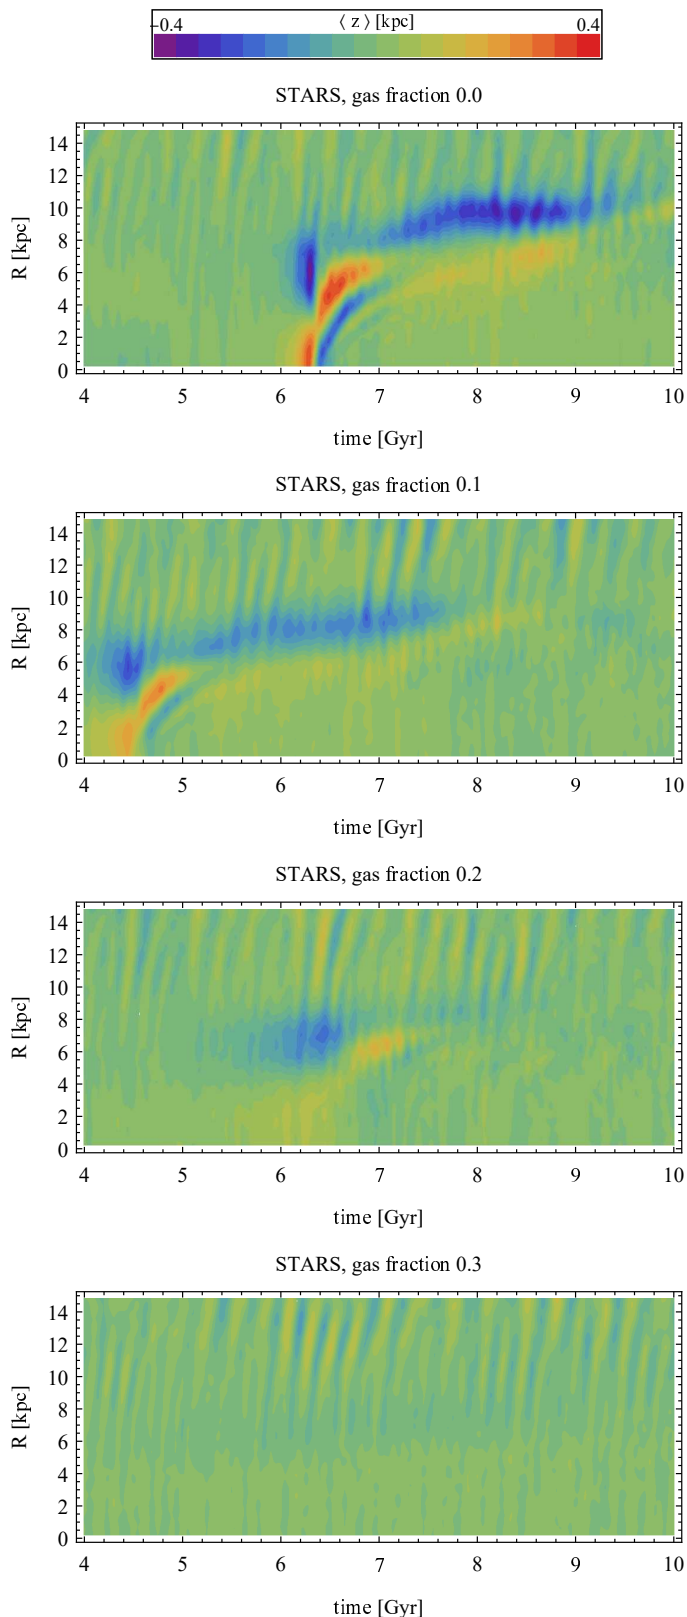 −0.4 ⟨ z ⟩ [kpc] 0.4
STARS, gas fraction 0.0
14
12
10
8
6
4
2
0
R [kpc]
4 5 6 7 8 9 10
time [Gyr]
STARS, gas fraction 0.1
14
12
10
8
6
4
2
0
R [kpc]
4 5 6 7 8 9 10
time [Gyr]
STARS, gas fraction 0.2
14
12
10
8
6
4
2
0
R [kpc]
4 5 6 7 8 9 10
time [Gyr]
STARS, gas fraction 0.3
14
12
10
8
6
4
2
0
R [kpc]
4 5 6 7 8 9 10
time [Gyr]